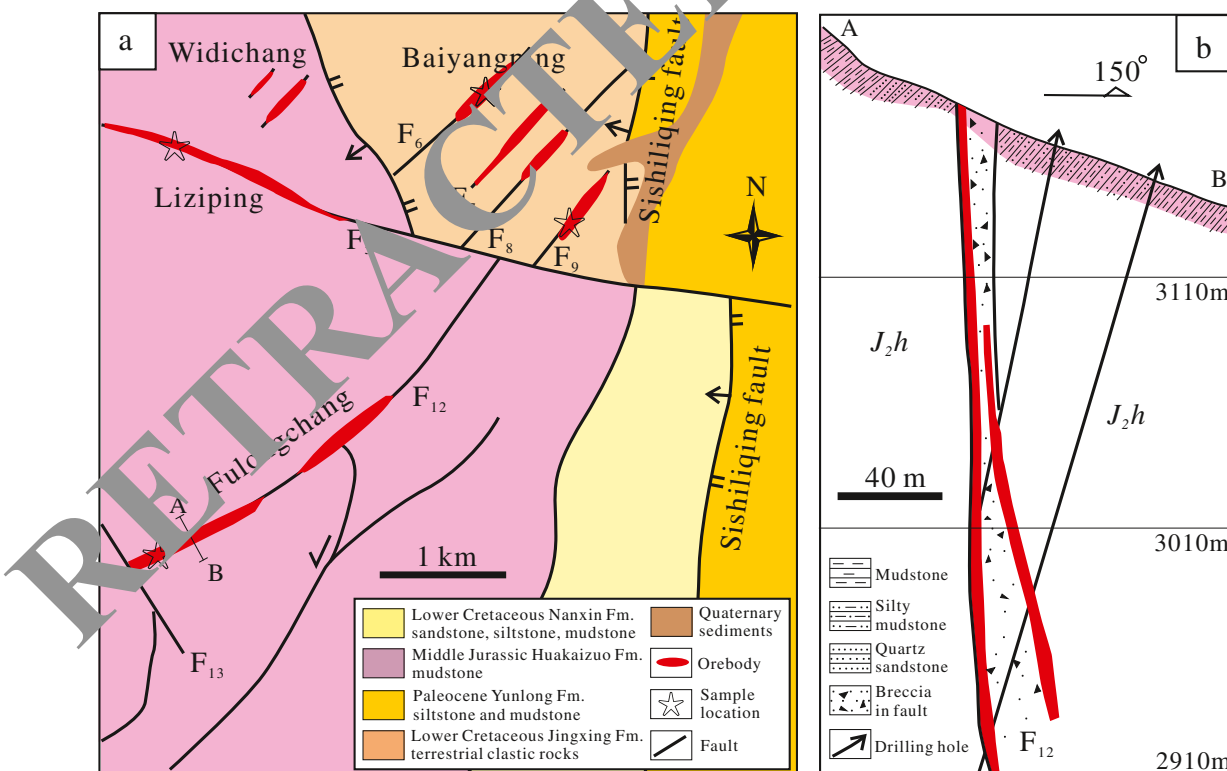 a
Widichang
Baiyangping
Sishiliqing fault
F6
Liziping
N
F8
F9
F12
Fulongchang
Sishiliqing fault
A
B
1 km
F13
Lower Cretaceous Nanxin Fm.
sandstone, siltstone, mudstone
Middle Jurassic Huakaizuo Fm.
mudstone
Paleocene Yunlong Fm.
siltstone and mudstone
Lower Cretaceous Jingxing Fm.
terrestrial clastic rocks
Quaternary
sediments
Orebody
Sample
location
Fault
A
b
150°
B
3110m
J2h
J2h
40 m
3010m
Mudstone
Silty
mudstone
Quartz
sandstone
Breccia
in fault
Drilling hole
F12
2910m
RETRACTE